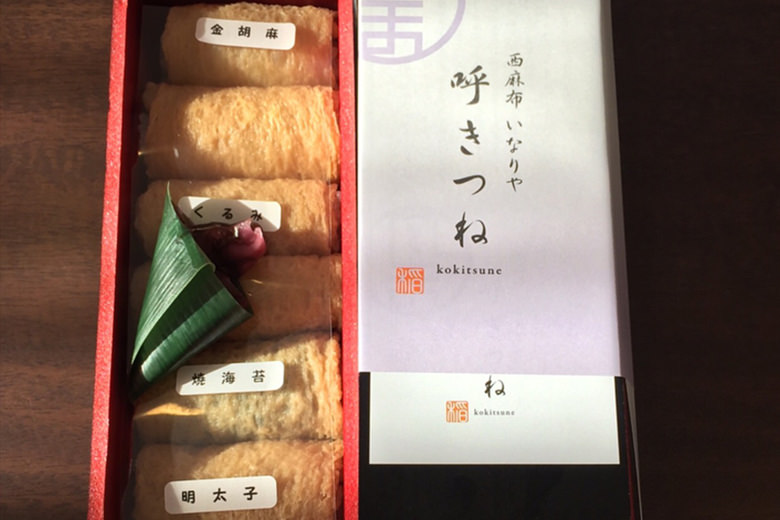 金胡麻
くるみ
焼海苔
明太子
西麻布 いなりや
呼きつね
kokitsune
稲
ね
稲
kokitsune